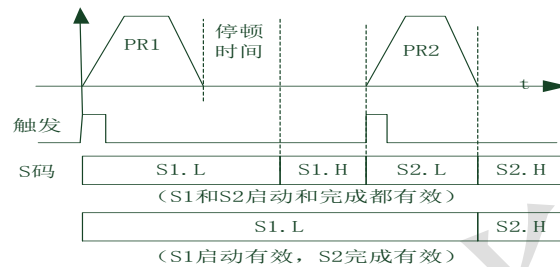 PR1
停顿
时间
PR2
t
触发
S码
S1.L S1.H S2.L S2.H
（S1和S2启动和完成都有效）
S1.L S2.H
（S1启动有效，S2完成有效）